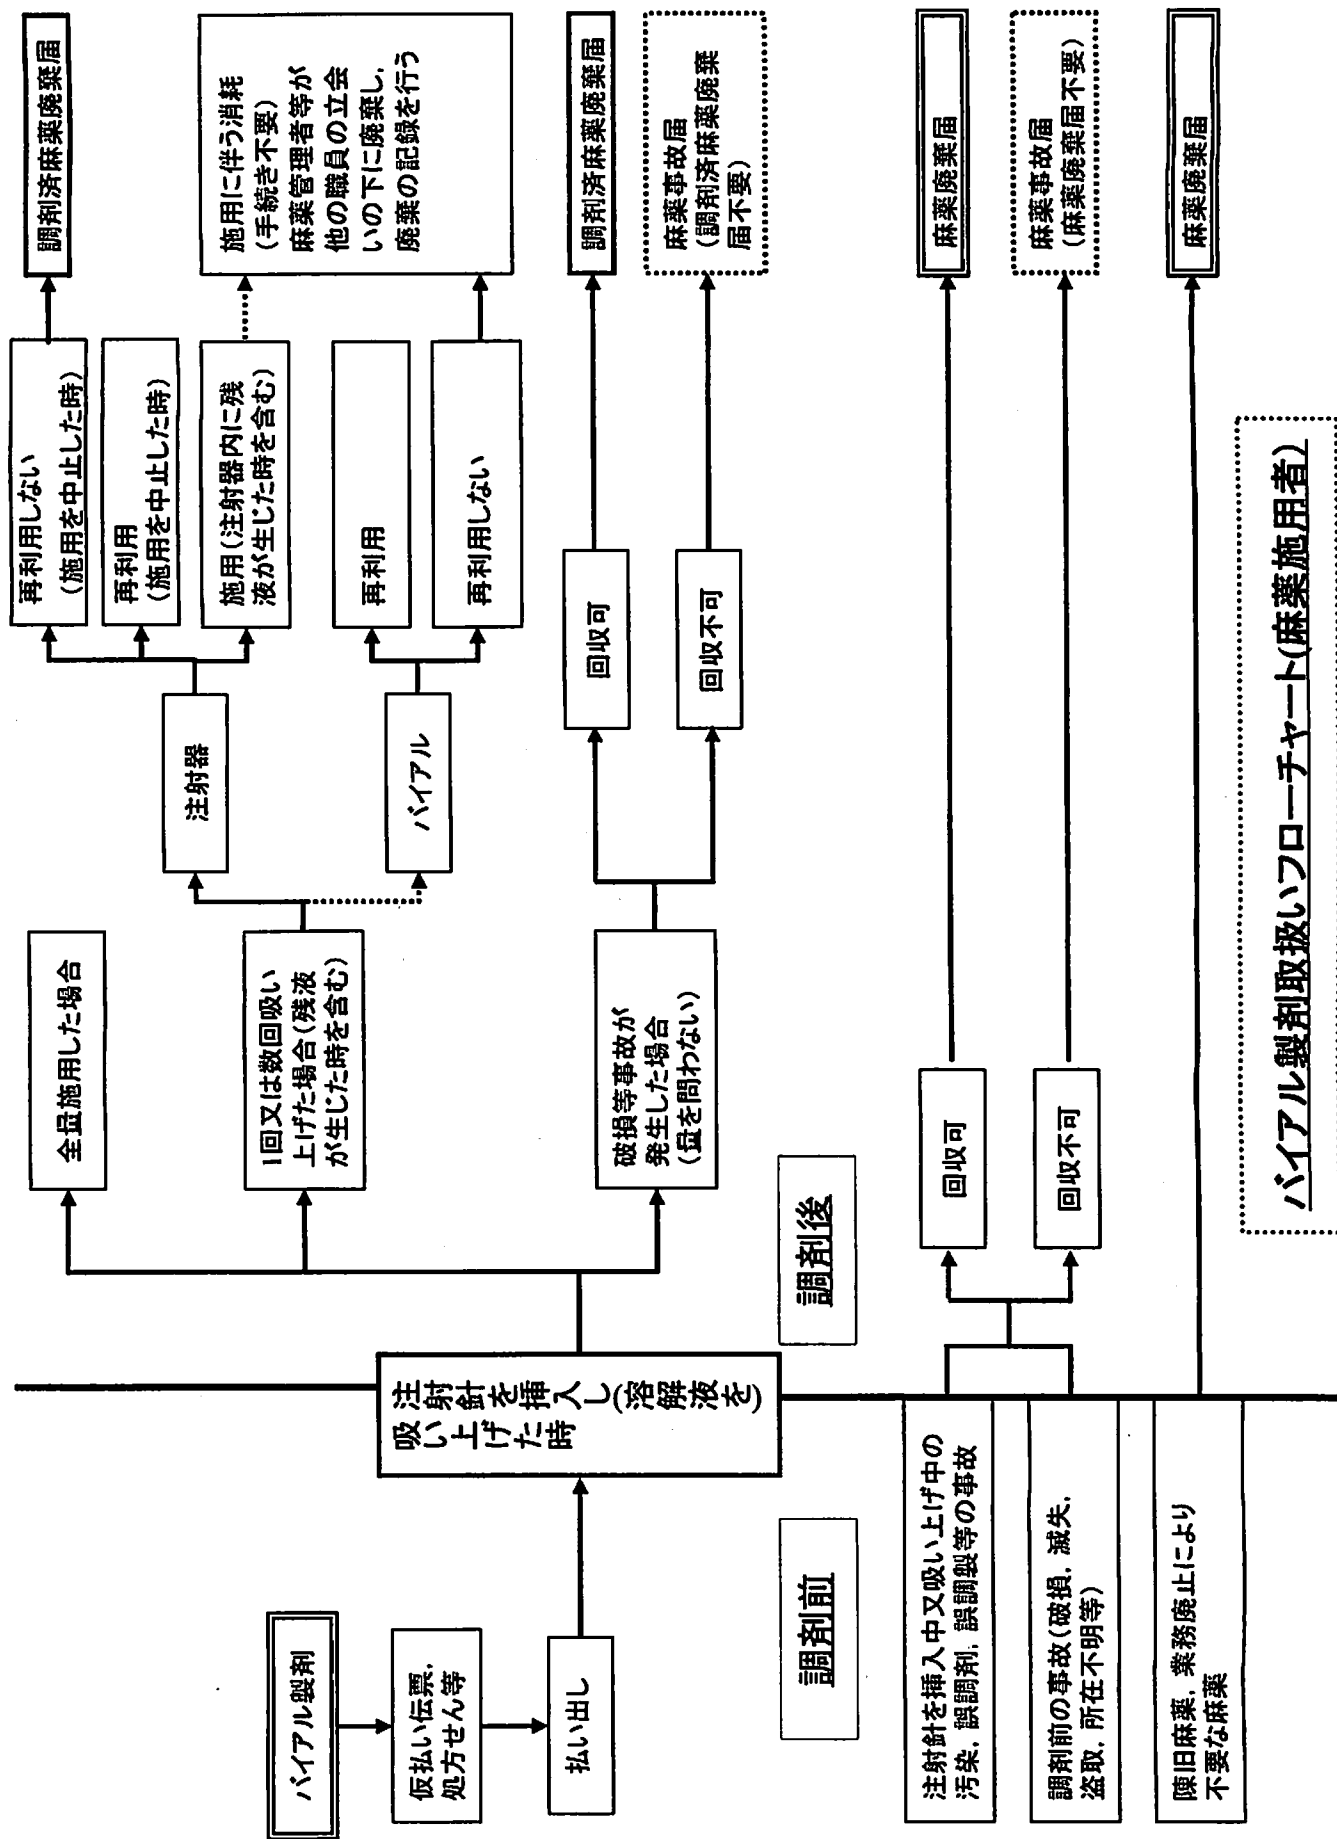 バイアル製剤
仮払い伝票,
処方せん等
払い出し
調剤前
注射針を挿入中又吸い上げ中の
汚染, 誤調剤, 誤調製等の事故
調剤前の事故(破損, 滅失,
盗取, 所在不明等)
陳旧麻薬, 業務廃止により
不要な麻薬
注射針を挿入し(溶解液を)
吸い上げた時
調剤後
全量施用した場合
1回又は数回吸い
上げた場合(残液
が生じた時を含む)
破損等事故が
発生した場合
(量を問わない)
注射器
バイアル
再利用しない
(施用を中止した時)
再利用
(施用を中止した時)
施用(注射器内に残
液が生じた時を含む)
再利用
再利用しない
回収可
回収不可
回収可
回収不可
調剤済麻薬廃棄届
施用に伴う消耗
(手続き不要)
麻薬管理者等が
他の職員の立会
いの下に廃棄し,
廃棄の記録を行う
調剤済麻薬廃棄届
麻薬事故届
(調剤済麻薬廃棄
届不要)
麻薬廃棄届
麻薬事故届
(麻薬廃棄届不要)
麻薬廃棄届
バイアル製剤取扱いフローチャート(麻薬施用者)